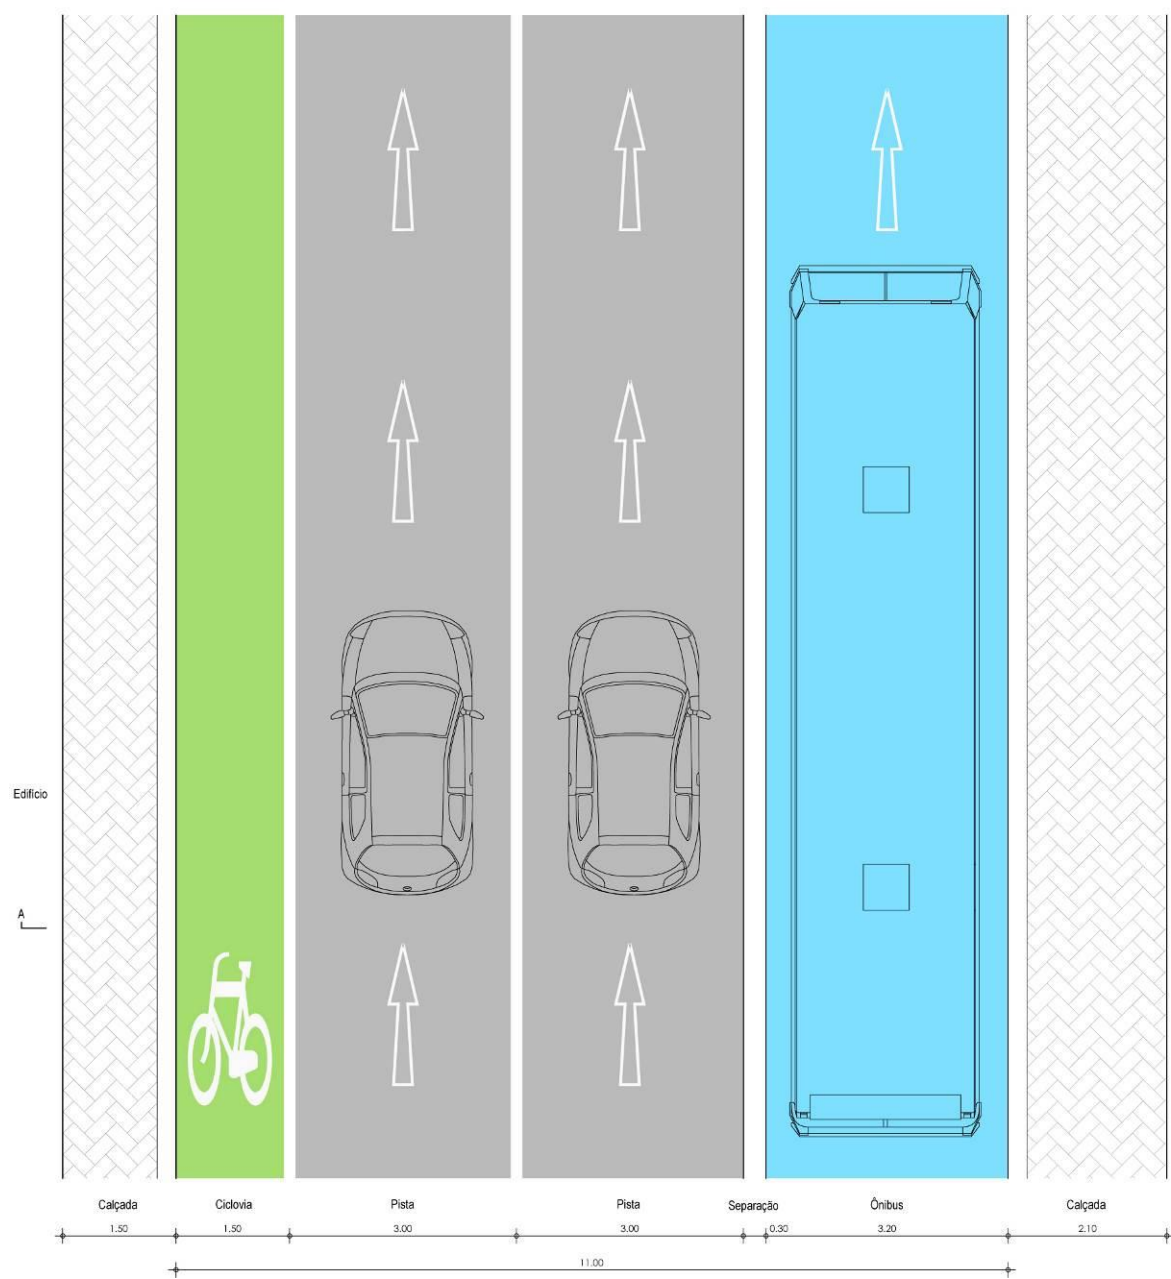 Edifício
A
Calçada Ciclovia Pista Pista Separação Ônibus Calçada
1.50 1.50 3.00 3.00 0.30 3.20 2.10
11.00